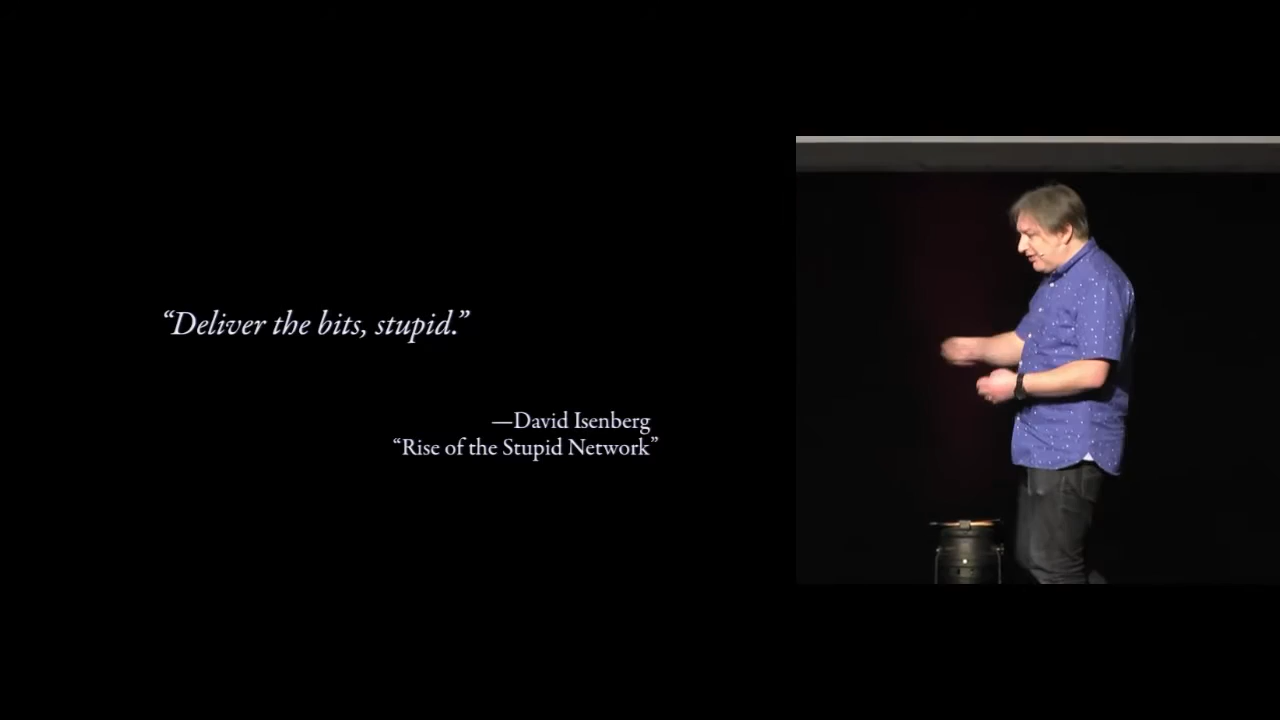 “Deliver the bits, stupid.”
—David Isenberg
“Rise of the Stupid Network”